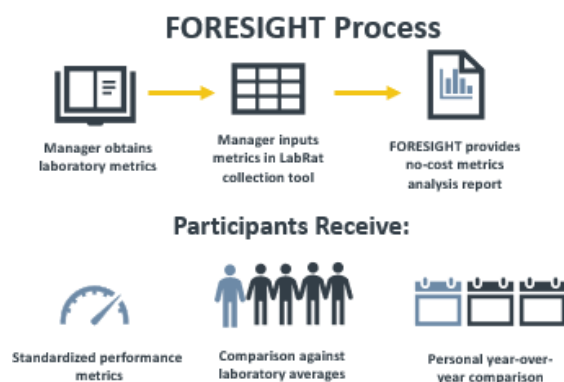 FORESIGHT Process
Manager obtains
laboratory metrics
Manager inputs
metrics in LabRat
collection tool
FORESIGHT provides
no-cost metrics
analysis report
Participants Receive:
Standardized performance
metrics
Comparison against
laboratory averages
Personal year-over-
year comparison